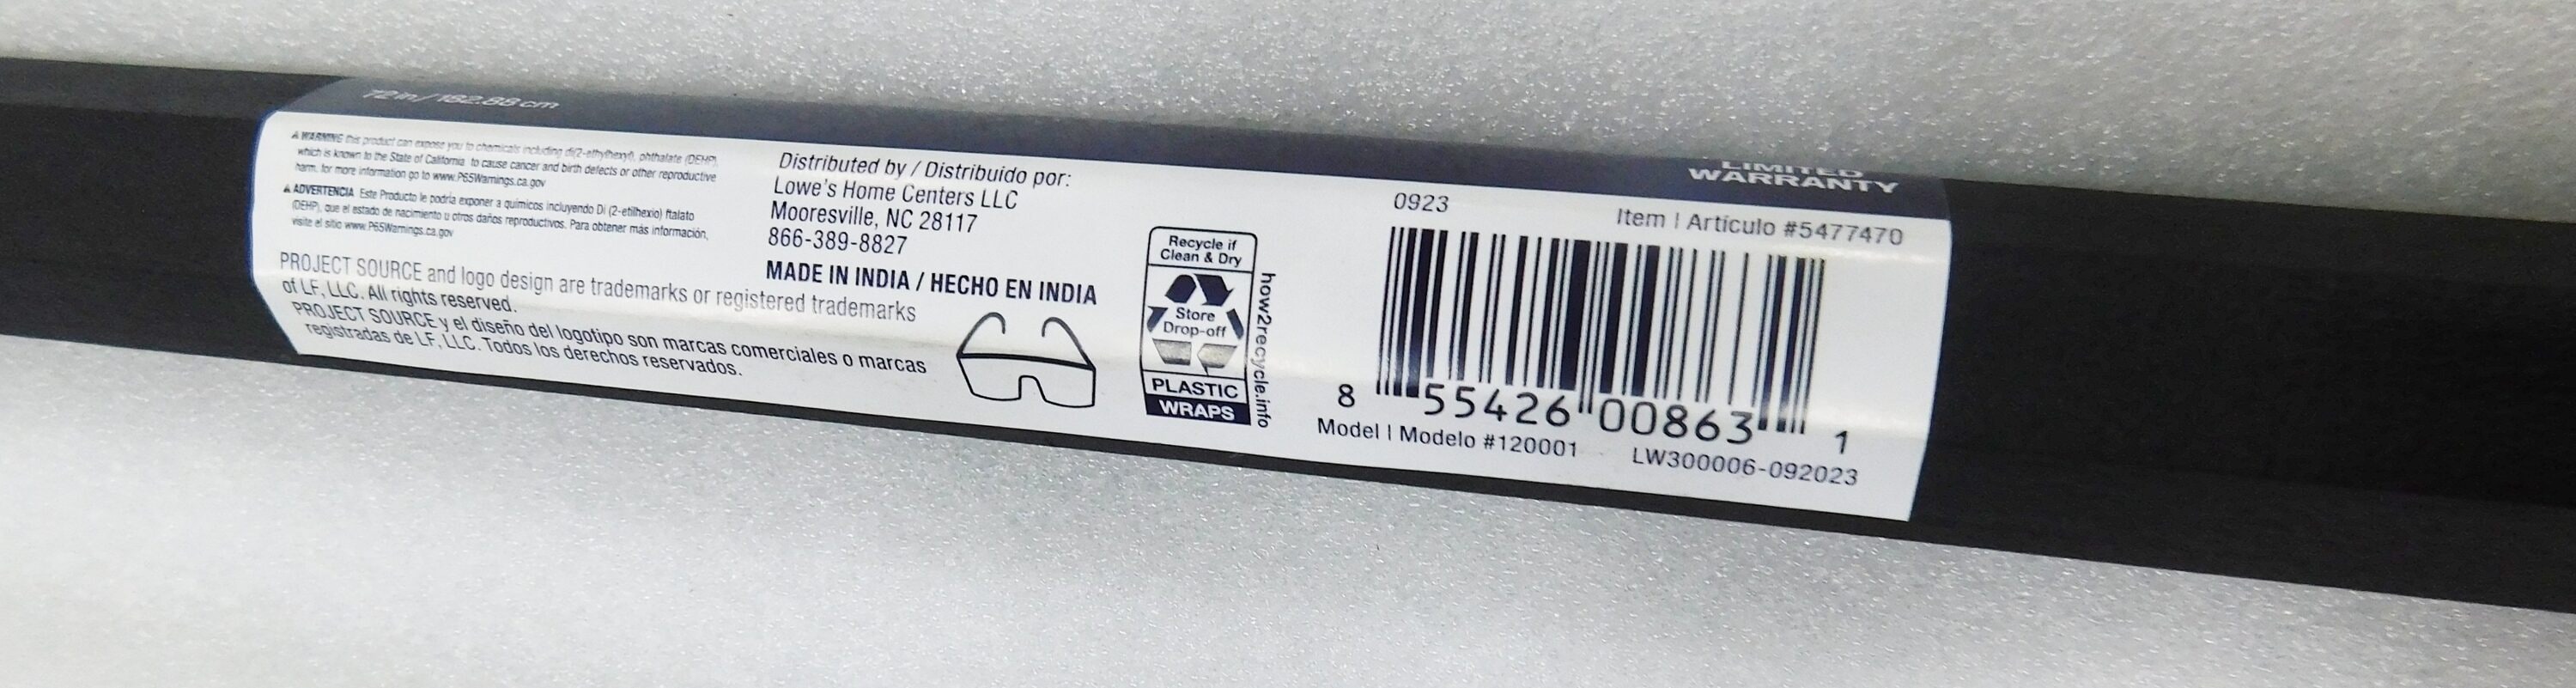 72in / 182.88 cm
LIMITED
WARRANTY
⚠ WARNING this product can expose you to chemicals including di(2-ethylhexyl), phthalate (DEHP),
which is known to the State of California to cause cancer and birth defects or other reproductive
harm. for more information go to www.P65Warnings.ca.gov
⚠ ADVERTENCIA Este Producto le podría exponer a químicos incluyendo Di (2-etilhexio) ftalato
(DEHP), que el estado de nacimiento u otros daños reproductivos. Para obtener más información,
visite el sitio www.P65Warnings.ca.gov
PROJECT SOURCE and logo design are trademarks or registered trademarks
of LF, LLC. All rights reserved.
PROJECT SOURCE y el diseño del logotipo son marcas comerciales o marcas
registradas de LF, LLC. Todos los derechos reservados.
Distributed by / Distribuido por:
Lowe's Home Centers LLC
Mooresville, NC 28117
866-389-8827
MADE IN INDIA / HECHO EN INDIA
Recycle if
Clean & Dry
Store
Drop-off
PLASTIC
WRAPS
how2recycle.info
0923
Item | Artículo #5477470
8 55426 00863 1
Model | Modelo #120001
LW300006-092023